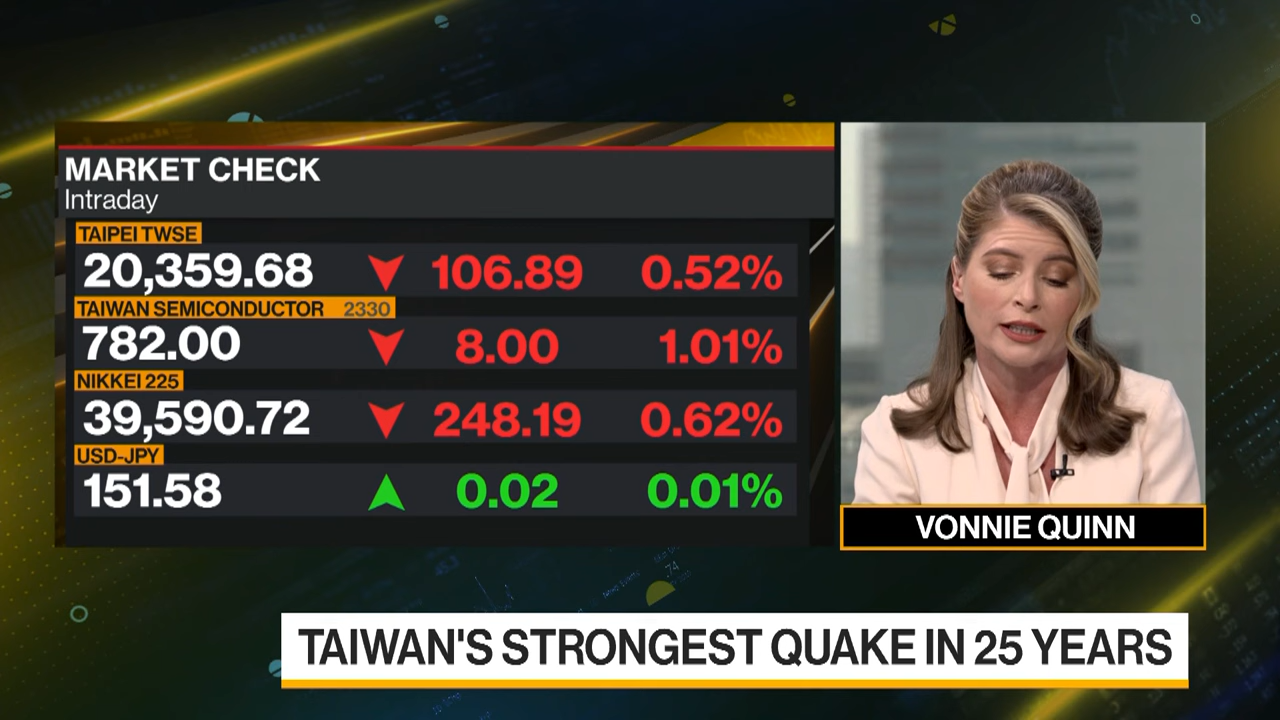 MARKET CHECK
Intraday
TAIPEI TWSE
20,359.68 ▼ 106.89 0.52%
TAIWAN SEMICONDUCTOR 2330
782.00 ▼ 8.00 1.01%
NIKKEI 225
39,590.72 ▼ 248.19 0.62%
USD-JPY
151.58 ▲ 0.02 0.01%
VONNIE QUINN
74
TAIWAN'S STRONGEST QUAKE IN 25 YEARS